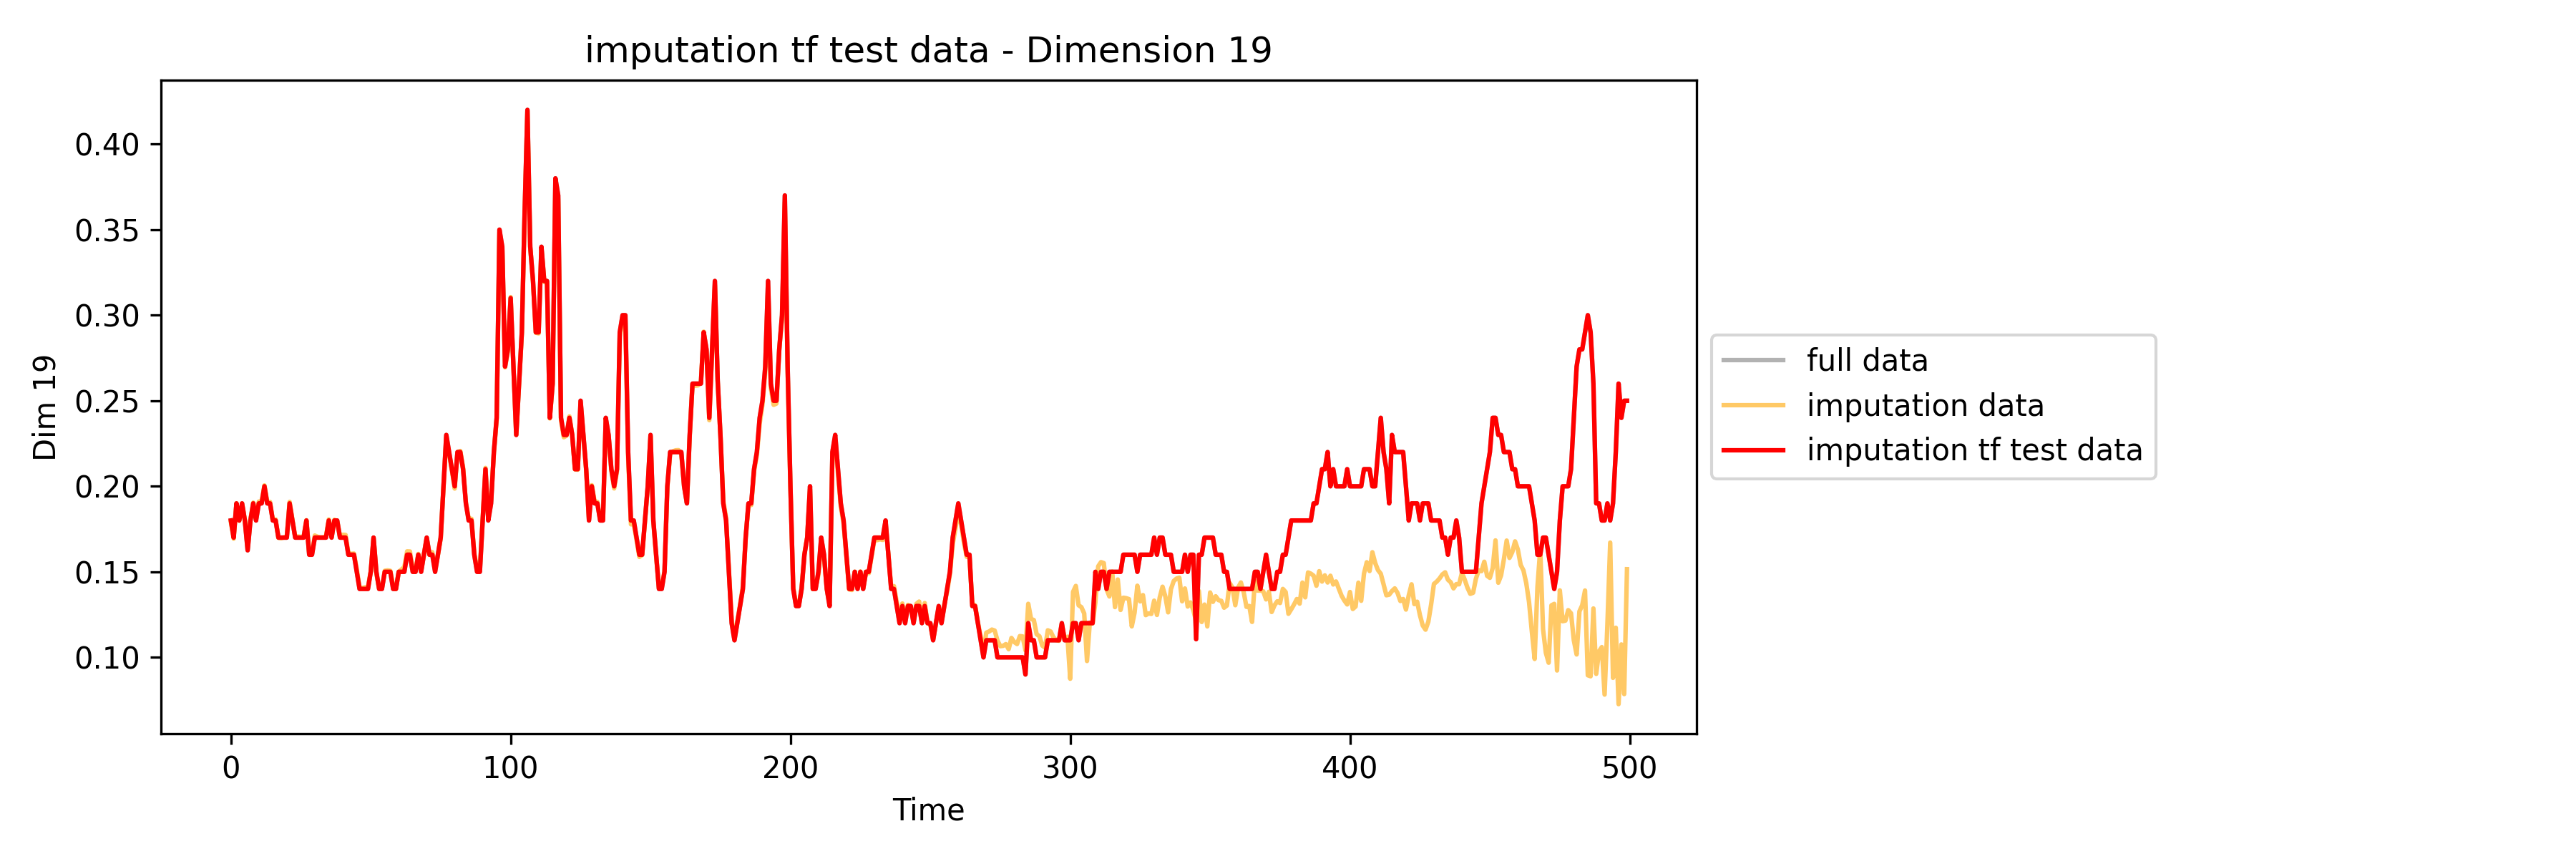 imputation tf test data - Dimension 19
0.40
0.35
0.30
0.25
0.20
0.15
0.10
Dim 19
0
100
200
300
400
500
Time
full data
imputation data
imputation tf test data